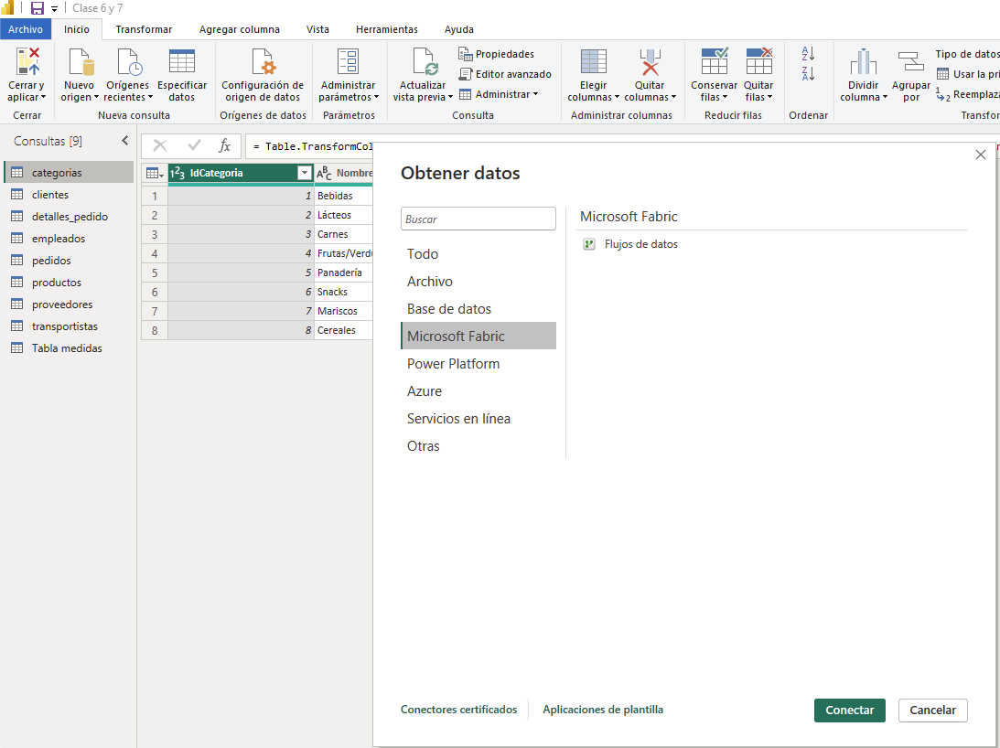 Clase 6 y 7
Archivo Inicio Transformar Agregar columna Vista Herramientas Ayuda
Cerrar y aplicar
Nuevo origen
Orígenes recientes
Especificar datos
Configuración de origen de datos
Administrar parámetros
Actualizar vista previa
Propiedades
Editor avanzado
Administrar
Elegir columnas
Quitar columnas
Conservar filas
Quitar filas
Dividir columna
Agrupar por
Tipo de datos
Usar la pri
Reemplaza
Cerrar Nueva consulta Orígenes de datos Parámetros Consulta Administrar columnas Reducir filas Ordenar Transfor
Consultas [9]
categorias
clientes
detalles_pedido
empleados
pedidos
productos
proveedores
transportistas
Tabla medidas
fx = Table.TransformCol
1 2 3 IdCategoria A B C Nombre
1 1 Bebidas
2 2 Lácteos
3 3 Carnes
4 4 Frutas/Verdu
5 5 Panadería
6 6 Snacks
7 7 Mariscos
8 8 Cereales
Obtener datos
Buscar
Todo
Archivo
Base de datos
Microsoft Fabric
Power Platform
Azure
Servicios en línea
Otras
Microsoft Fabric
Flujos de datos
Conectores certificados Aplicaciones de plantilla
Conectar Cancelar